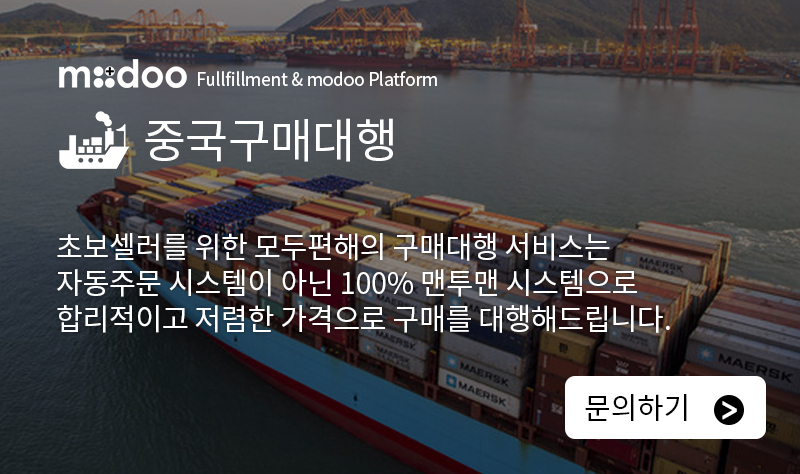 modoo Fullfillment & modoo Platform
중국구매대행
초보셀러를 위한 모두편해의 구매대행 서비스는
자동주문 시스템이 아닌 100% 맨투맨 시스템으로
합리적이고 저렴한 가격으로 구매를 대행해드립니다.
MAERSK
SEALAND
MAERSK
MAERSK
MAERSK
문의하기 >